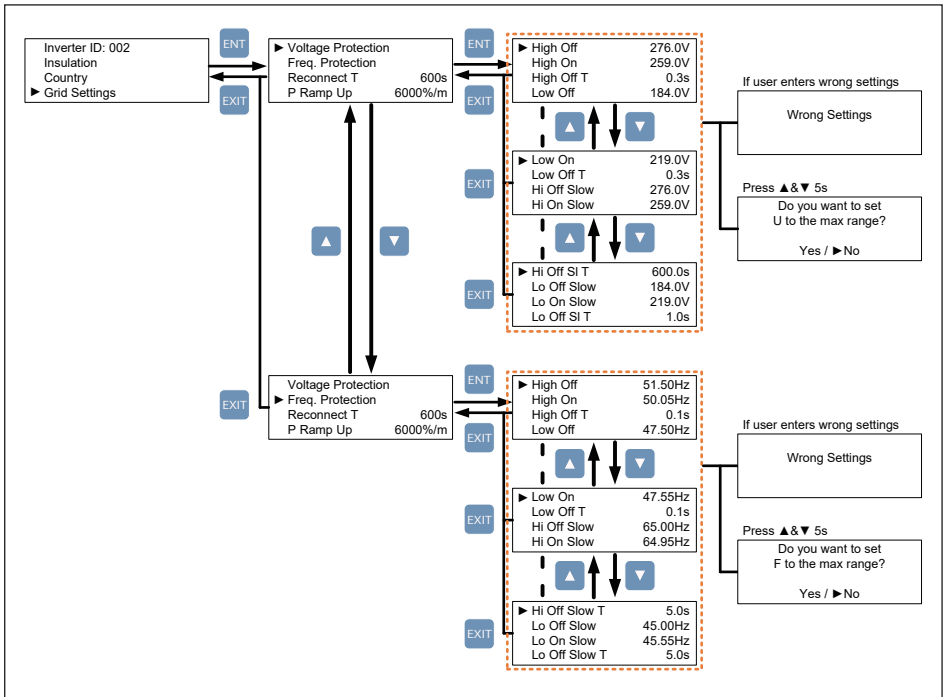 Inverter ID: 002
Insulation
Country
► Grid Settings
ENT
EXIT
► Voltage Protection
Freq. Protection
Reconnect T 600s
P Ramp Up 6000%/m
ENT
EXIT
► High Off 276.0V
High On 259.0V
High Off T 0.3s
Low Off 184.0V
▲
▼
EXIT
► Low On 219.0V
Low Off T 0.3s
Hi Off Slow 276.0V
Hi On Slow 259.0V
▲
▼
EXIT
► Hi Off Sl T 600.0s
Lo Off Slow 184.0V
Lo On Slow 219.0V
Lo Off Sl T 1.0s
If user enters wrong settings
Wrong Settings
Press ▲&▼ 5s
Do you want to set
U to the max range?
Yes / ►No
▲
▼
EXIT
Voltage Protection
► Freq. Protection
Reconnect T 600s
P Ramp Up 6000%/m
ENT
EXIT
► High Off 51.50Hz
High On 50.05Hz
High Off T 0.1s
Low Off 47.50Hz
▲
▼
EXIT
► Low On 47.55Hz
Low Off T 0.1s
Hi Off Slow 65.00Hz
Hi On Slow 64.95Hz
▲
▼
EXIT
► Hi Off Slow T 5.0s
Lo Off Slow 45.00Hz
Lo On Slow 45.55Hz
Lo Off Slow T 5.0s
If user enters wrong settings
Wrong Settings
Press ▲&▼ 5s
Do you want to set
F to the max range?
Yes / ►No